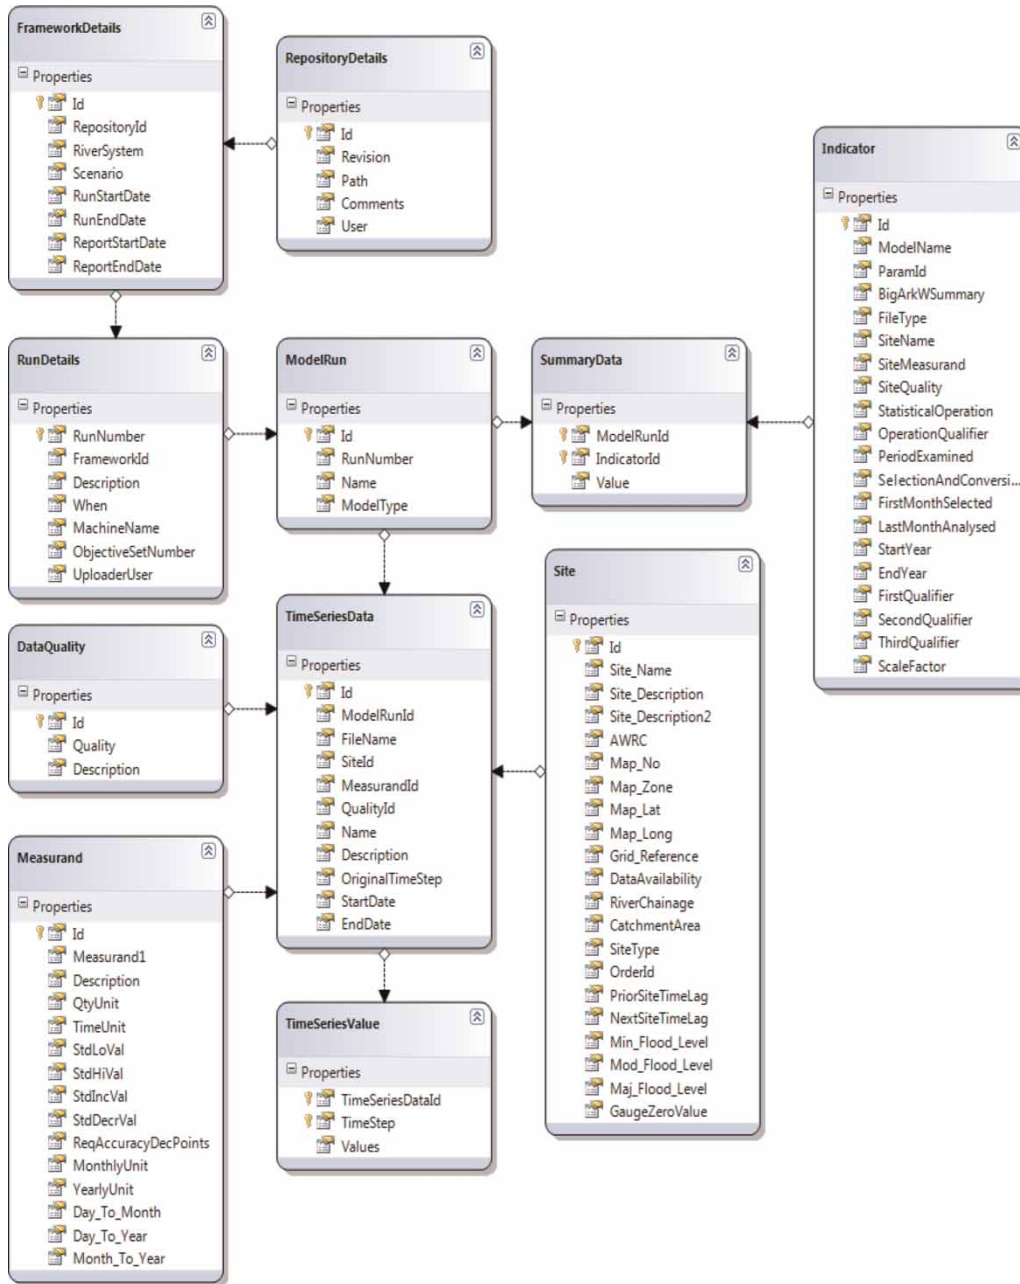 FrameworkDetails
Properties
Id
RepositoryId
RiverSystem
Scenario
RunStartDate
RunEndDate
ReportStartDate
ReportEndDate
RepositoryDetails
Properties
Id
Revision
Path
Comments
User
Indicator
Properties
Id
ModelName
ParamId
BigArkWSummary
FileType
SiteName
SiteMeasurand
SiteQuality
StatisticalOperation
OperationQualifier
PeriodExamined
SelectionAndConversi...
FirstMonthSelected
LastMonthAnalysed
StartYear
EndYear
FirstQualifier
SecondQualifier
ThirdQualifier
ScaleFactor
RunDetails
Properties
RunNumber
FrameworkId
Description
When
MachineName
ObjectiveSetNumber
UploaderUser
ModelRun
Properties
Id
RunNumber
Name
ModelType
SummaryData
Properties
ModelRunId
IndicatorId
Value
DataQuality
Properties
Id
Quality
Description
TimeSeriesData
Properties
Id
ModelRunId
FileName
SiteId
MeasurandId
QualityId
Name
Description
OriginalTimeStep
StartDate
EndDate
Site
Properties
Id
Site_Name
Site_Description
Site_Description2
AWRC
Map_No
Map_Zone
Map_Lat
Map_Long
Grid_Reference
DataAvailability
RiverChainage
CatchmentArea
SiteType
OrderId
PriorSiteTimeLag
NextSiteTimeLag
Min_Flood_Level
Mod_Flood_Level
Maj_Flood_Level
GaugeZeroValue
Measurand
Properties
Id
Measurand1
Description
QtyUnit
TimeUnit
StdLoVal
StdHiVal
StdIncVal
StdDecrVal
ReqAccuracyDecPoints
MonthlyUnit
YearlyUnit
Day_To_Month
Day_To_Year
Month_To_Year
TimeSeriesValue
Properties
TimeSeriesDataId
TimeStep
Values